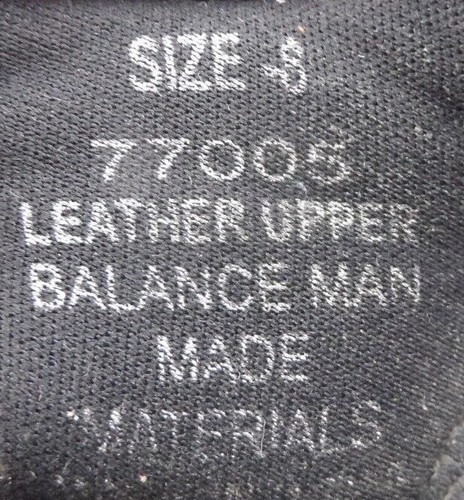 SIZE 8
77005
LEATHER UPPER
BALANCE MAN
MADE
MATERIALS